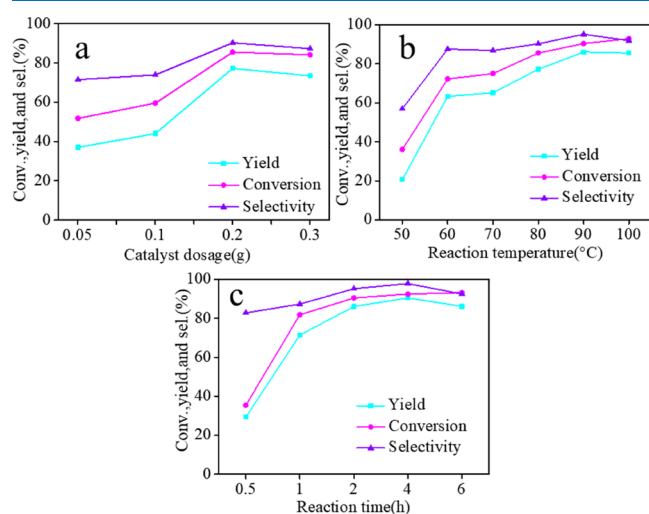 a
Conv.,yield,and sel.(%)
100
80
60
40
20
0
Yield
Conversion
Selectivity
0.05 0.1 0.2 0.3
Catalyst dosage(g)
b
Conv.,yield,and sel.(%)
100
80
60
40
20
0
Yield
Conversion
Selectivity
50 60 70 80 90 100
Reaction temperature(°C)
c
Conv.,yield,and sel.(%)
100
80
60
40
20
0
Yield
Conversion
Selectivity
0.5 1 2 4 6
Reaction time(h)